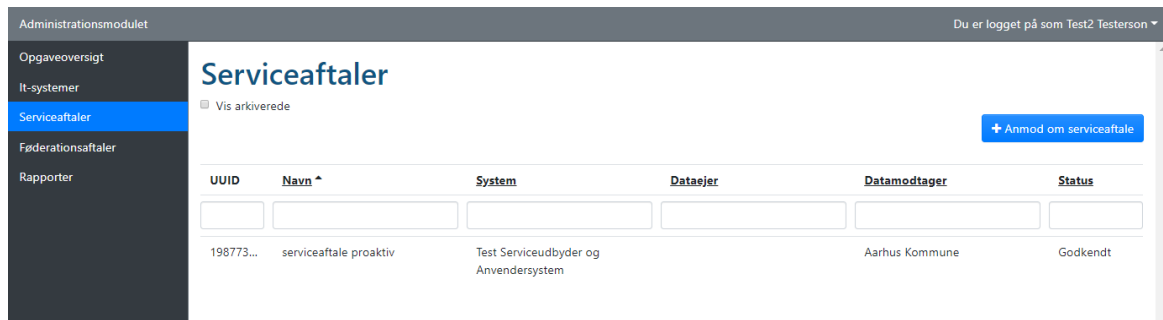 Administrationsmodulet
Du er logget på som Test2 Testerson
Opgaveoversigt
It-systemer
Serviceaftaler
Føderationsaftaler
Rapporter
Serviceaftaler
Vis arkiverede
+ Anmod om serviceaftale
UUID Navn System Dataejer Datamodtager Status
198773... serviceaftale proaktiv Test Serviceudbyder og Aarhus Kommune Godkendt
Anvendersystem